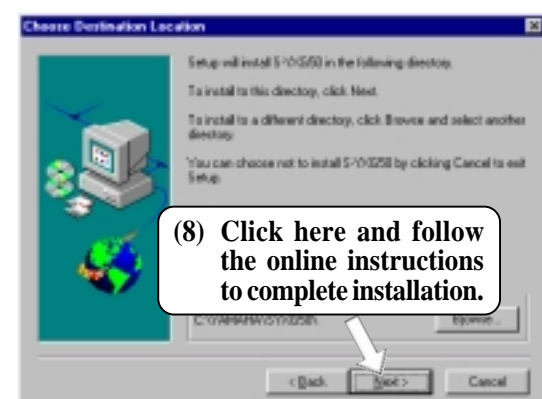 Choose Destination Location
Setup will install S-YXG50 in the following directory.
To install to this directory, click Next.
To install to a different directory, click Browse and select another
directory.
You can choose not to install S-YXG50 by clicking Cancel to exit
Setup.
(8) Click here and follow
the online instructions
to complete installation.
C:\YAMAHA\SYXG50\
Browse...
< Back
Next >
Cancel